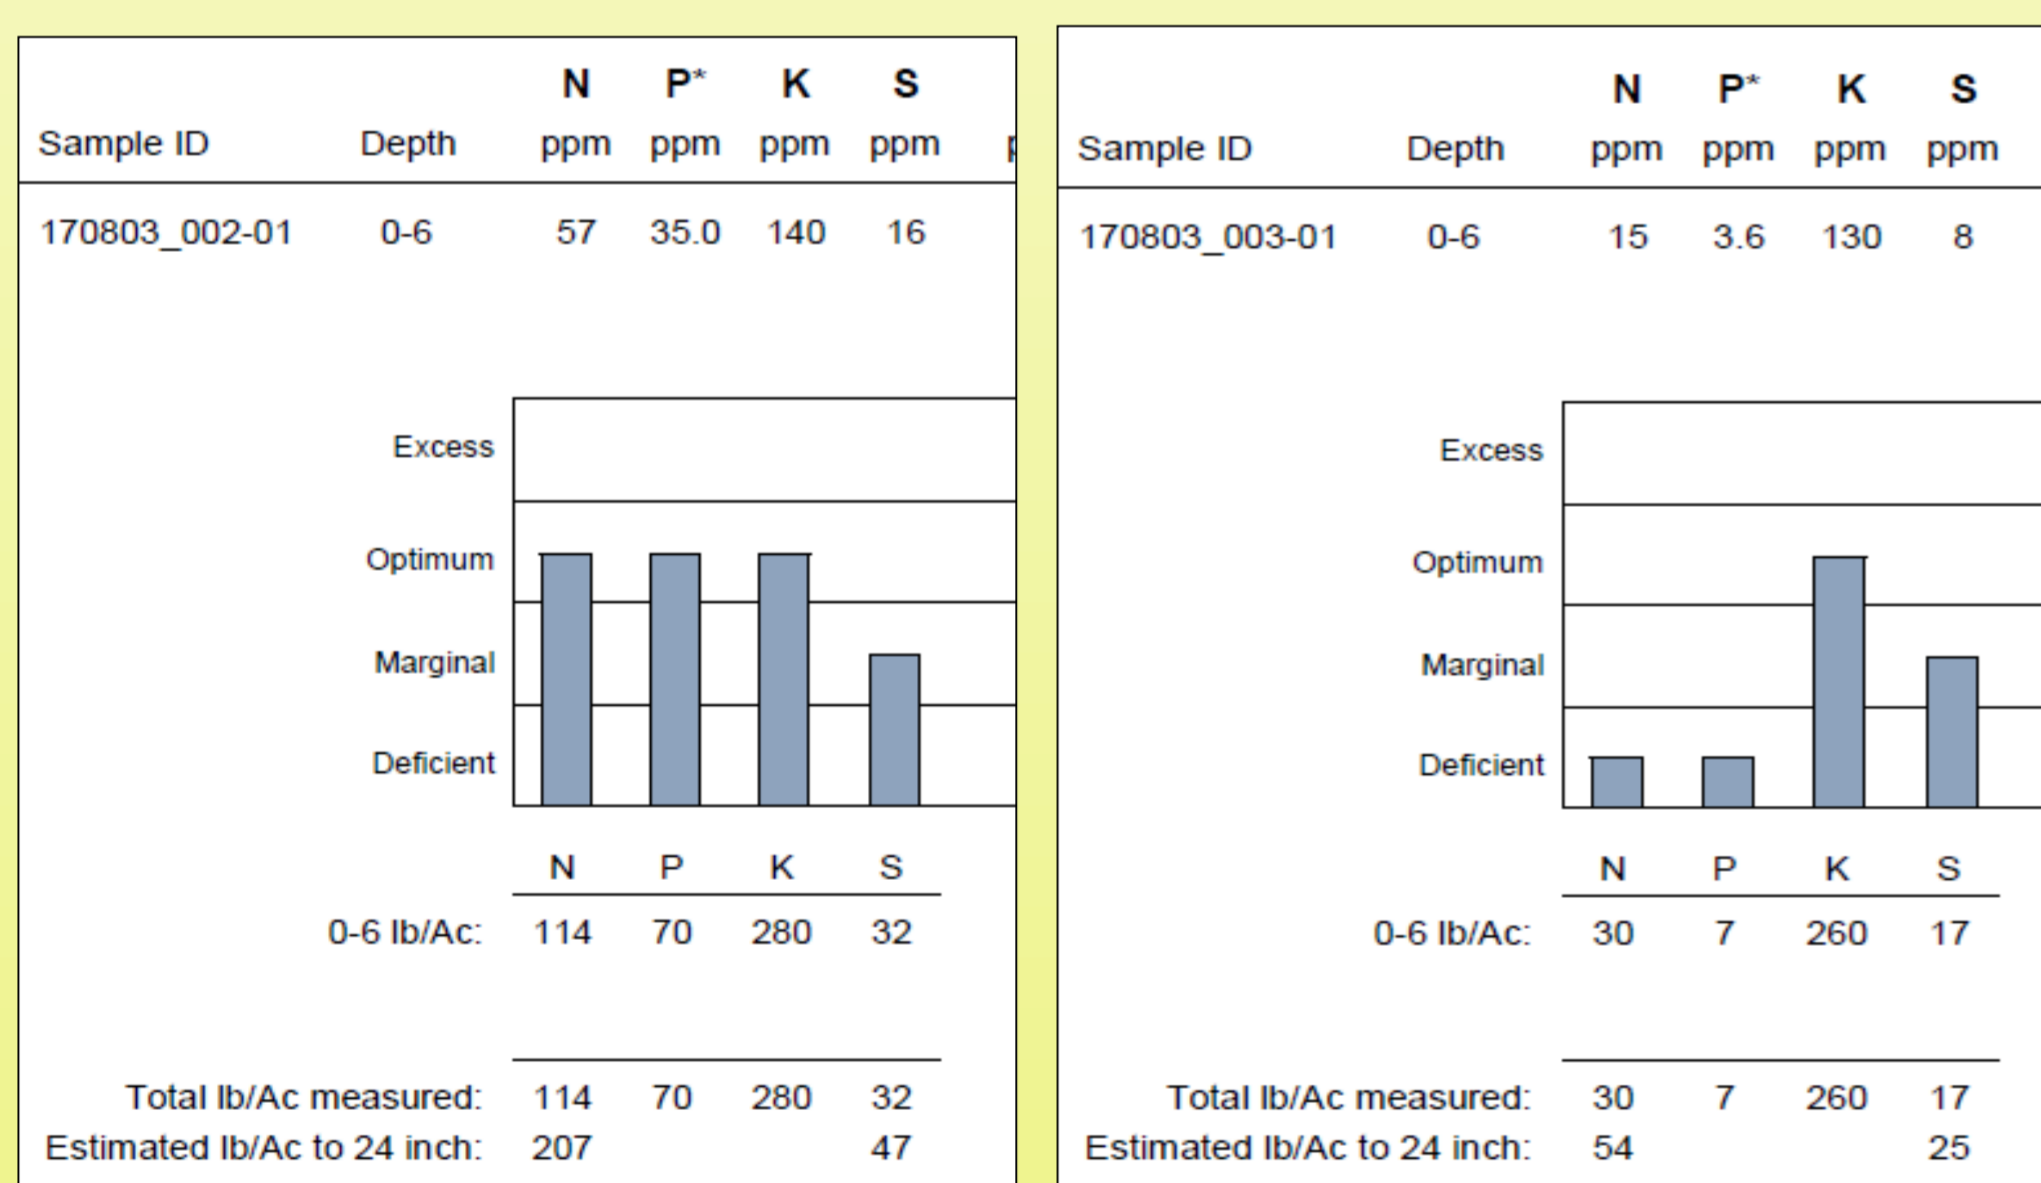 N P* K S
Sample ID Depth ppm ppm ppm ppm
170803_002-01 0-6 57 35.0 140 16
Excess
Optimum
Marginal
Deficient
N P K S
0-6 lb/Ac: 114 70 280 32
Total lb/Ac measured: 114 70 280 32
Estimated lb/Ac to 24 inch: 207 47
N P* K S
Sample ID Depth ppm ppm ppm ppm
170803_003-01 0-6 15 3.6 130 8
Excess
Optimum
Marginal
Deficient
N P K S
0-6 lb/Ac: 30 7 260 17
Total lb/Ac measured: 30 7 260 17
Estimated lb/Ac to 24 inch: 54 25